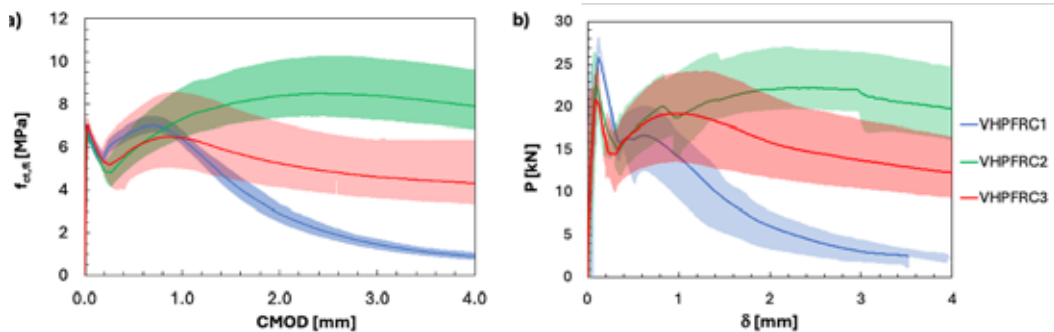 a)
12
10
8
6
4
2
0
f_ct,fl [MPa]
0.0 1.0 2.0 3.0 4.0
CMOD [mm]
b)
30
25
20
15
10
5
0
P [kN]
0 1 2 3 4
δ [mm]
VHPFRC1
VHPFRC2
VHPFRC3